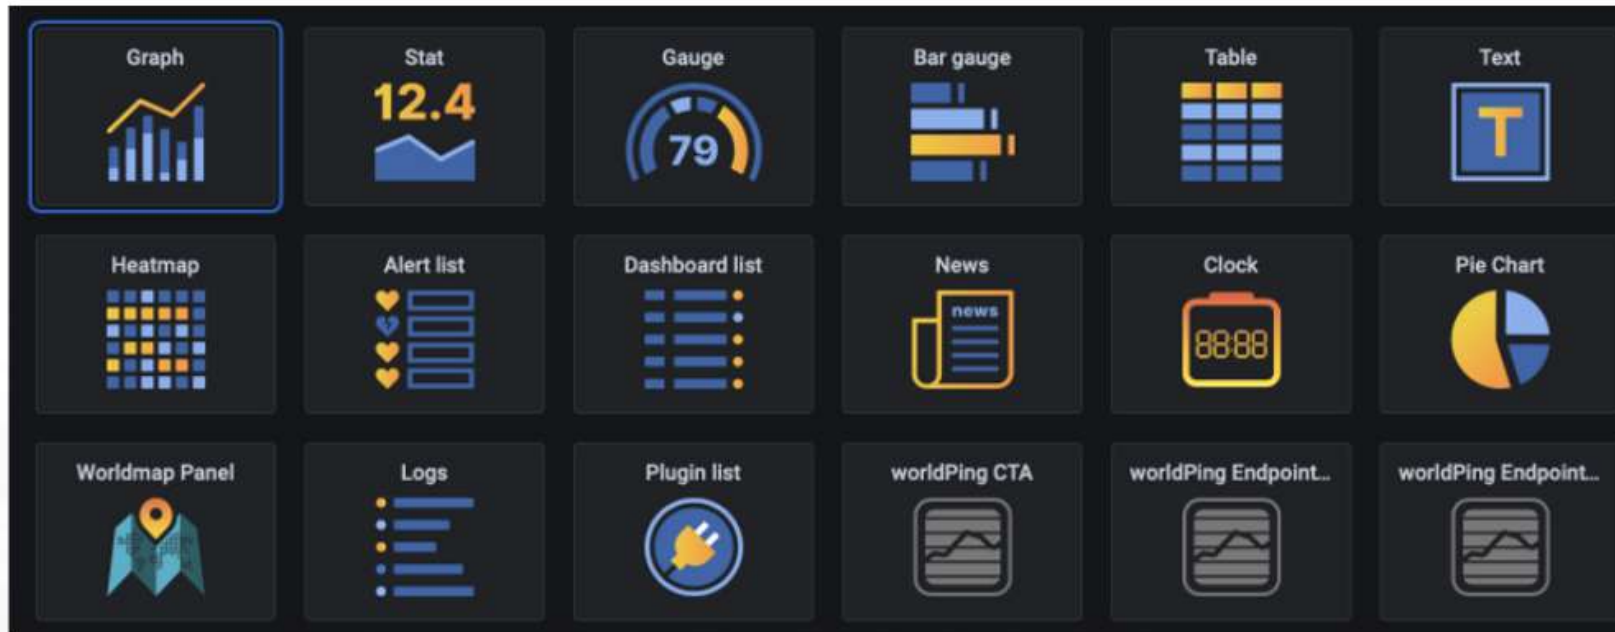 Graph
Stat
Gauge
Bar gauge
Table
Text
12.4
79
T
Heatmap
Alert list
Dashboard list
News
Clock
Pie Chart
news
88:88
Worldmap Panel
Logs
Plugin list
worldPing CTA
worldPing Endpoint...
worldPing Endpoint...